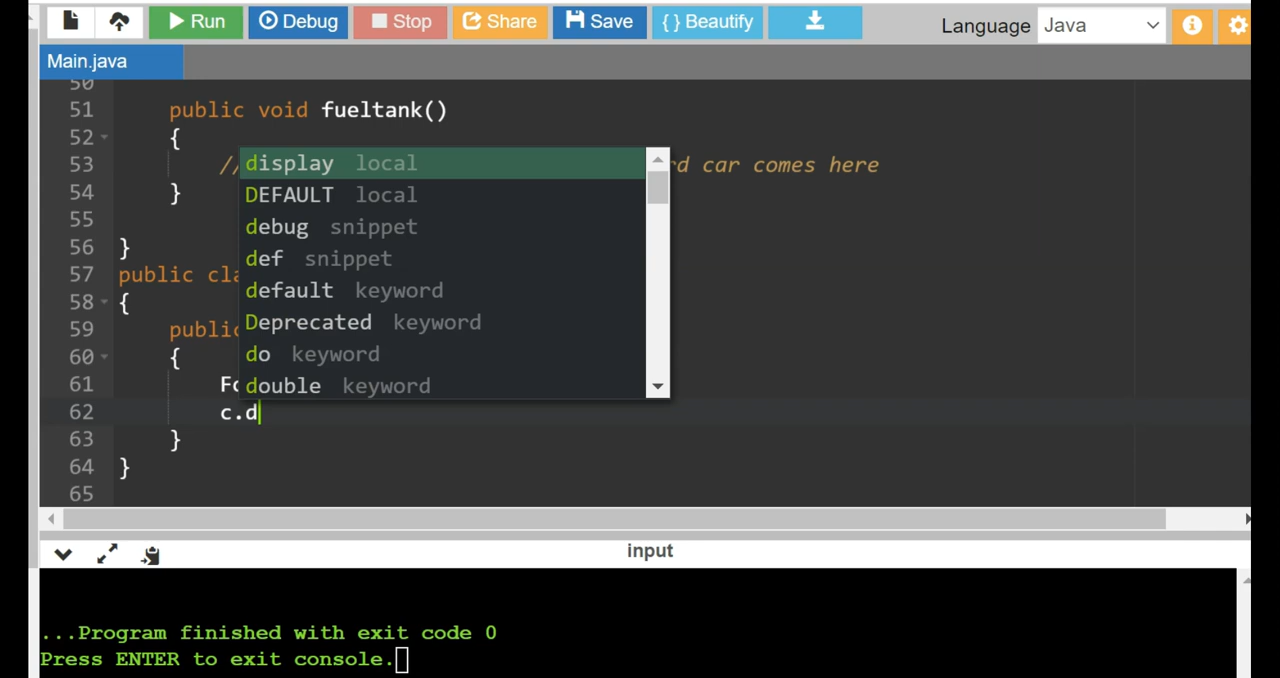 Run Debug Stop Share Save { } Beautify Language Java
Main.java
50
51 public void fueltank()
52 {
53 // car comes here
54 }
55
56 }
57 public
58 {
59
60 {
61
62 c.d
63 }
64 }
65
display local
DEFAULT local
debug snippet
def snippet
default keyword
Deprecated keyword
do keyword
double keyword
input
...Program finished with exit code 0
Press ENTER to exit console.